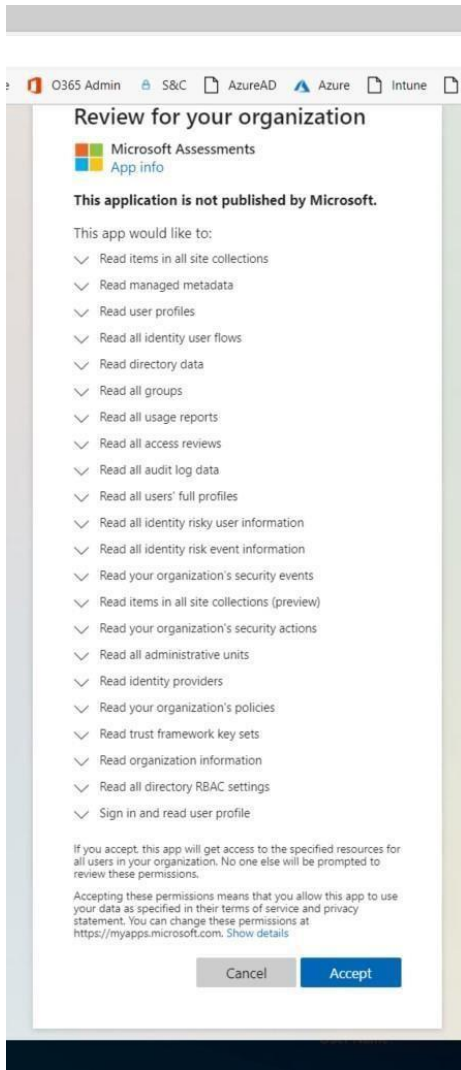 O365 Admin S&C AzureAD Azure Intune
Review for your organization
Microsoft Assessments
App info
This application is not published by Microsoft.
This app would like to:
Read items in all site collections
Read managed metadata
Read user profiles
Read all identity user flows
Read directory data
Read all groups
Read all usage reports
Read all access reviews
Read all audit log data
Read all users' full profiles
Read all identity risky user information
Read all identity risk event information
Read your organization's security events
Read items in all site collections (preview)
Read your organization's security actions
Read all administrative units
Read identity providers
Read your organization's policies
Read trust framework key sets
Read organization information
Read all directory RBAC settings
Sign in and read user profile
If you accept, this app will get access to the specified resources for
all users in your organization. No one else will be prompted to
review these permissions.
Accepting these permissions means that you allow this app to use
your data as specified in their terms of service and privacy
statement. You can change these permissions at
https://myapps.microsoft.com. Show details
Cancel Accept